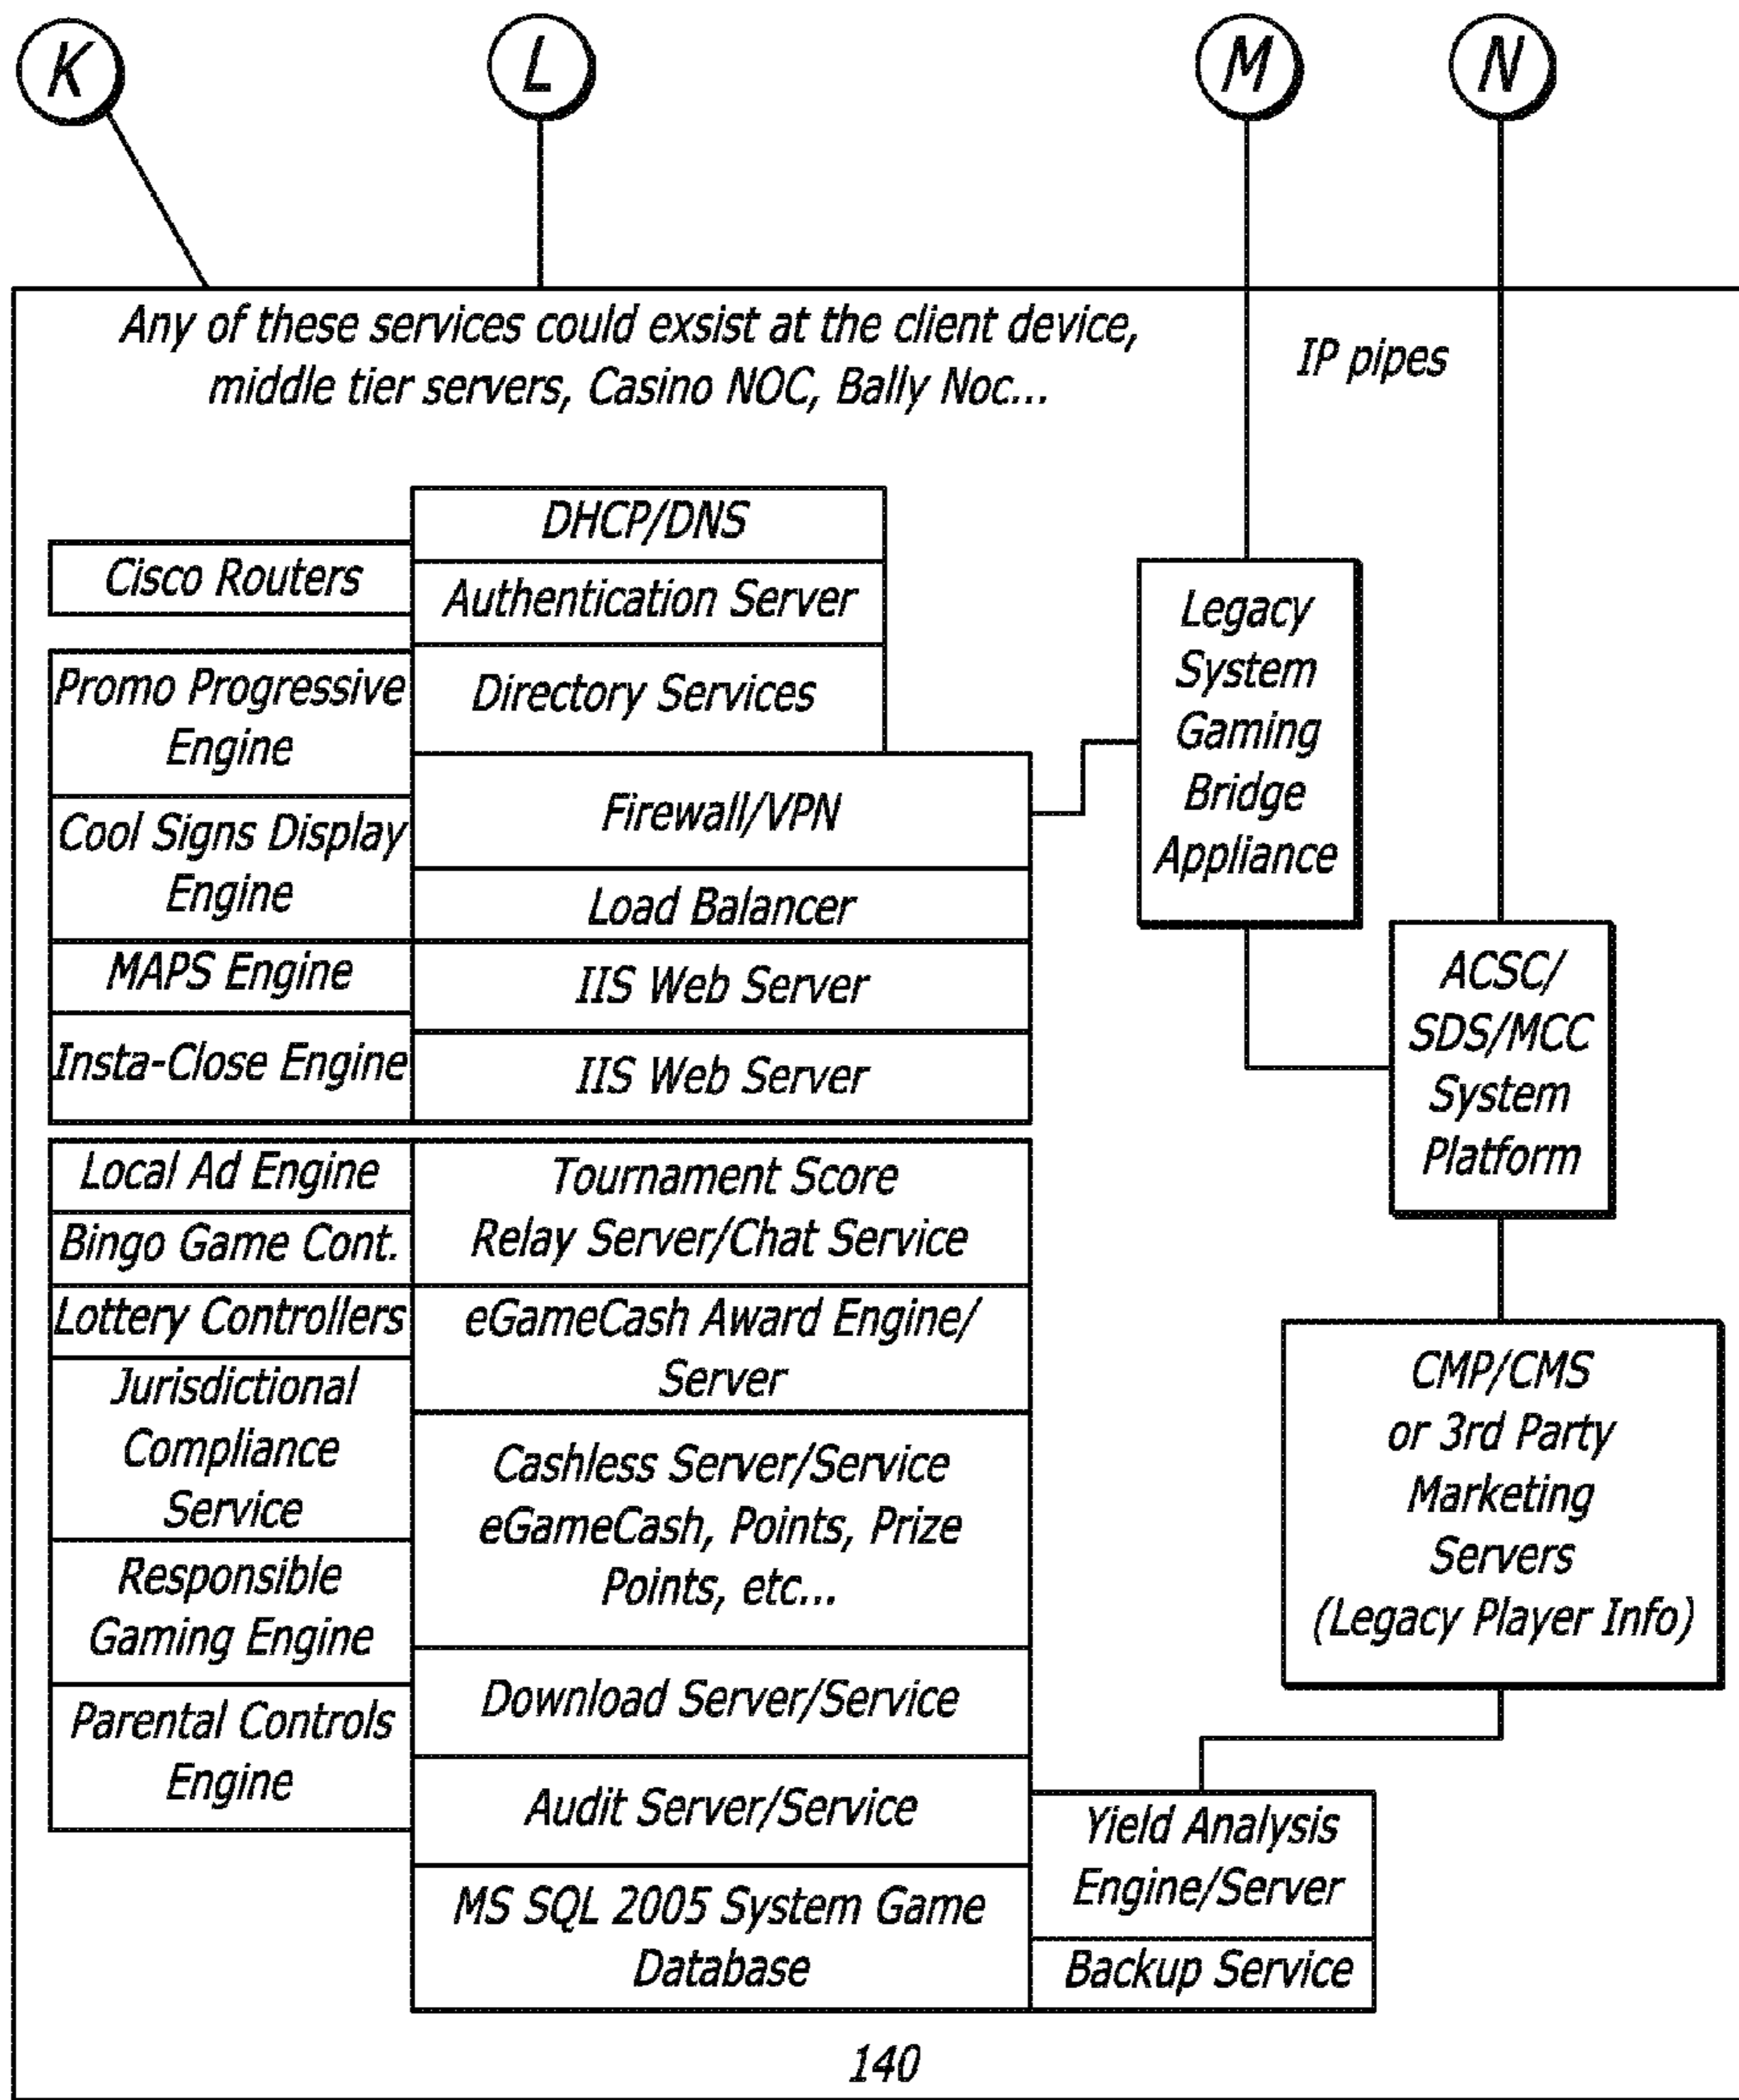 K
L
M
N
Any of these services could exsist at the client device,
middle tier servers, Casino NOC, Bally Noc...
IP pipes
DHCP/DNS
Cisco Routers
Authentication Server
Promo Progressive
Engine
Directory Services
Cool Signs Display
Engine
Firewall/VPN
Load Balancer
MAPS Engine
IIS Web Server
Insta-Close Engine
IIS Web Server
Legacy
System
Gaming
Bridge
Appliance
ACSC/
SDS/MCC
System
Platform
Local Ad Engine
Bingo Game Cont.
Lottery Controllers
Jurisdictional
Compliance
Service
Responsible
Gaming Engine
Parental Controls
Engine
Tournament Score
Relay Server/Chat Service
eGameCash Award Engine/
Server
Cashless Server/Service
eGameCash, Points, Prize
Points, etc...
Download Server/Service
Audit Server/Service
MS SQL 2005 System Game
Database
CMP/CMS
or 3rd Party
Marketing
Servers
(Legacy Player Info)
Yield Analysis
Engine/Server
Backup Service
140